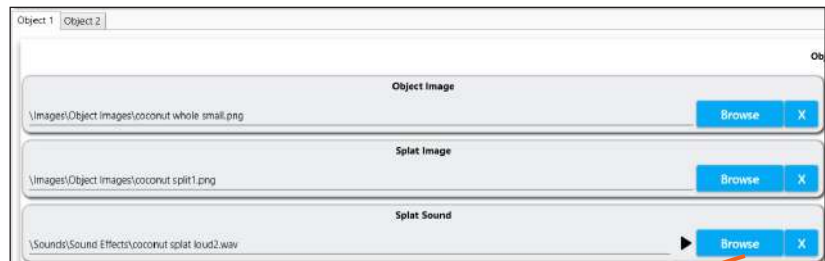 Object 1 Object 2
Ob
Object Image
\Images\Object Images\coconut whole small.png Browse X
Splat Image
\Images\Object Images\coconut split1.png Browse X
Splat Sound
\Sounds\Sound Effects\coconut splat loud2.wav Browse X